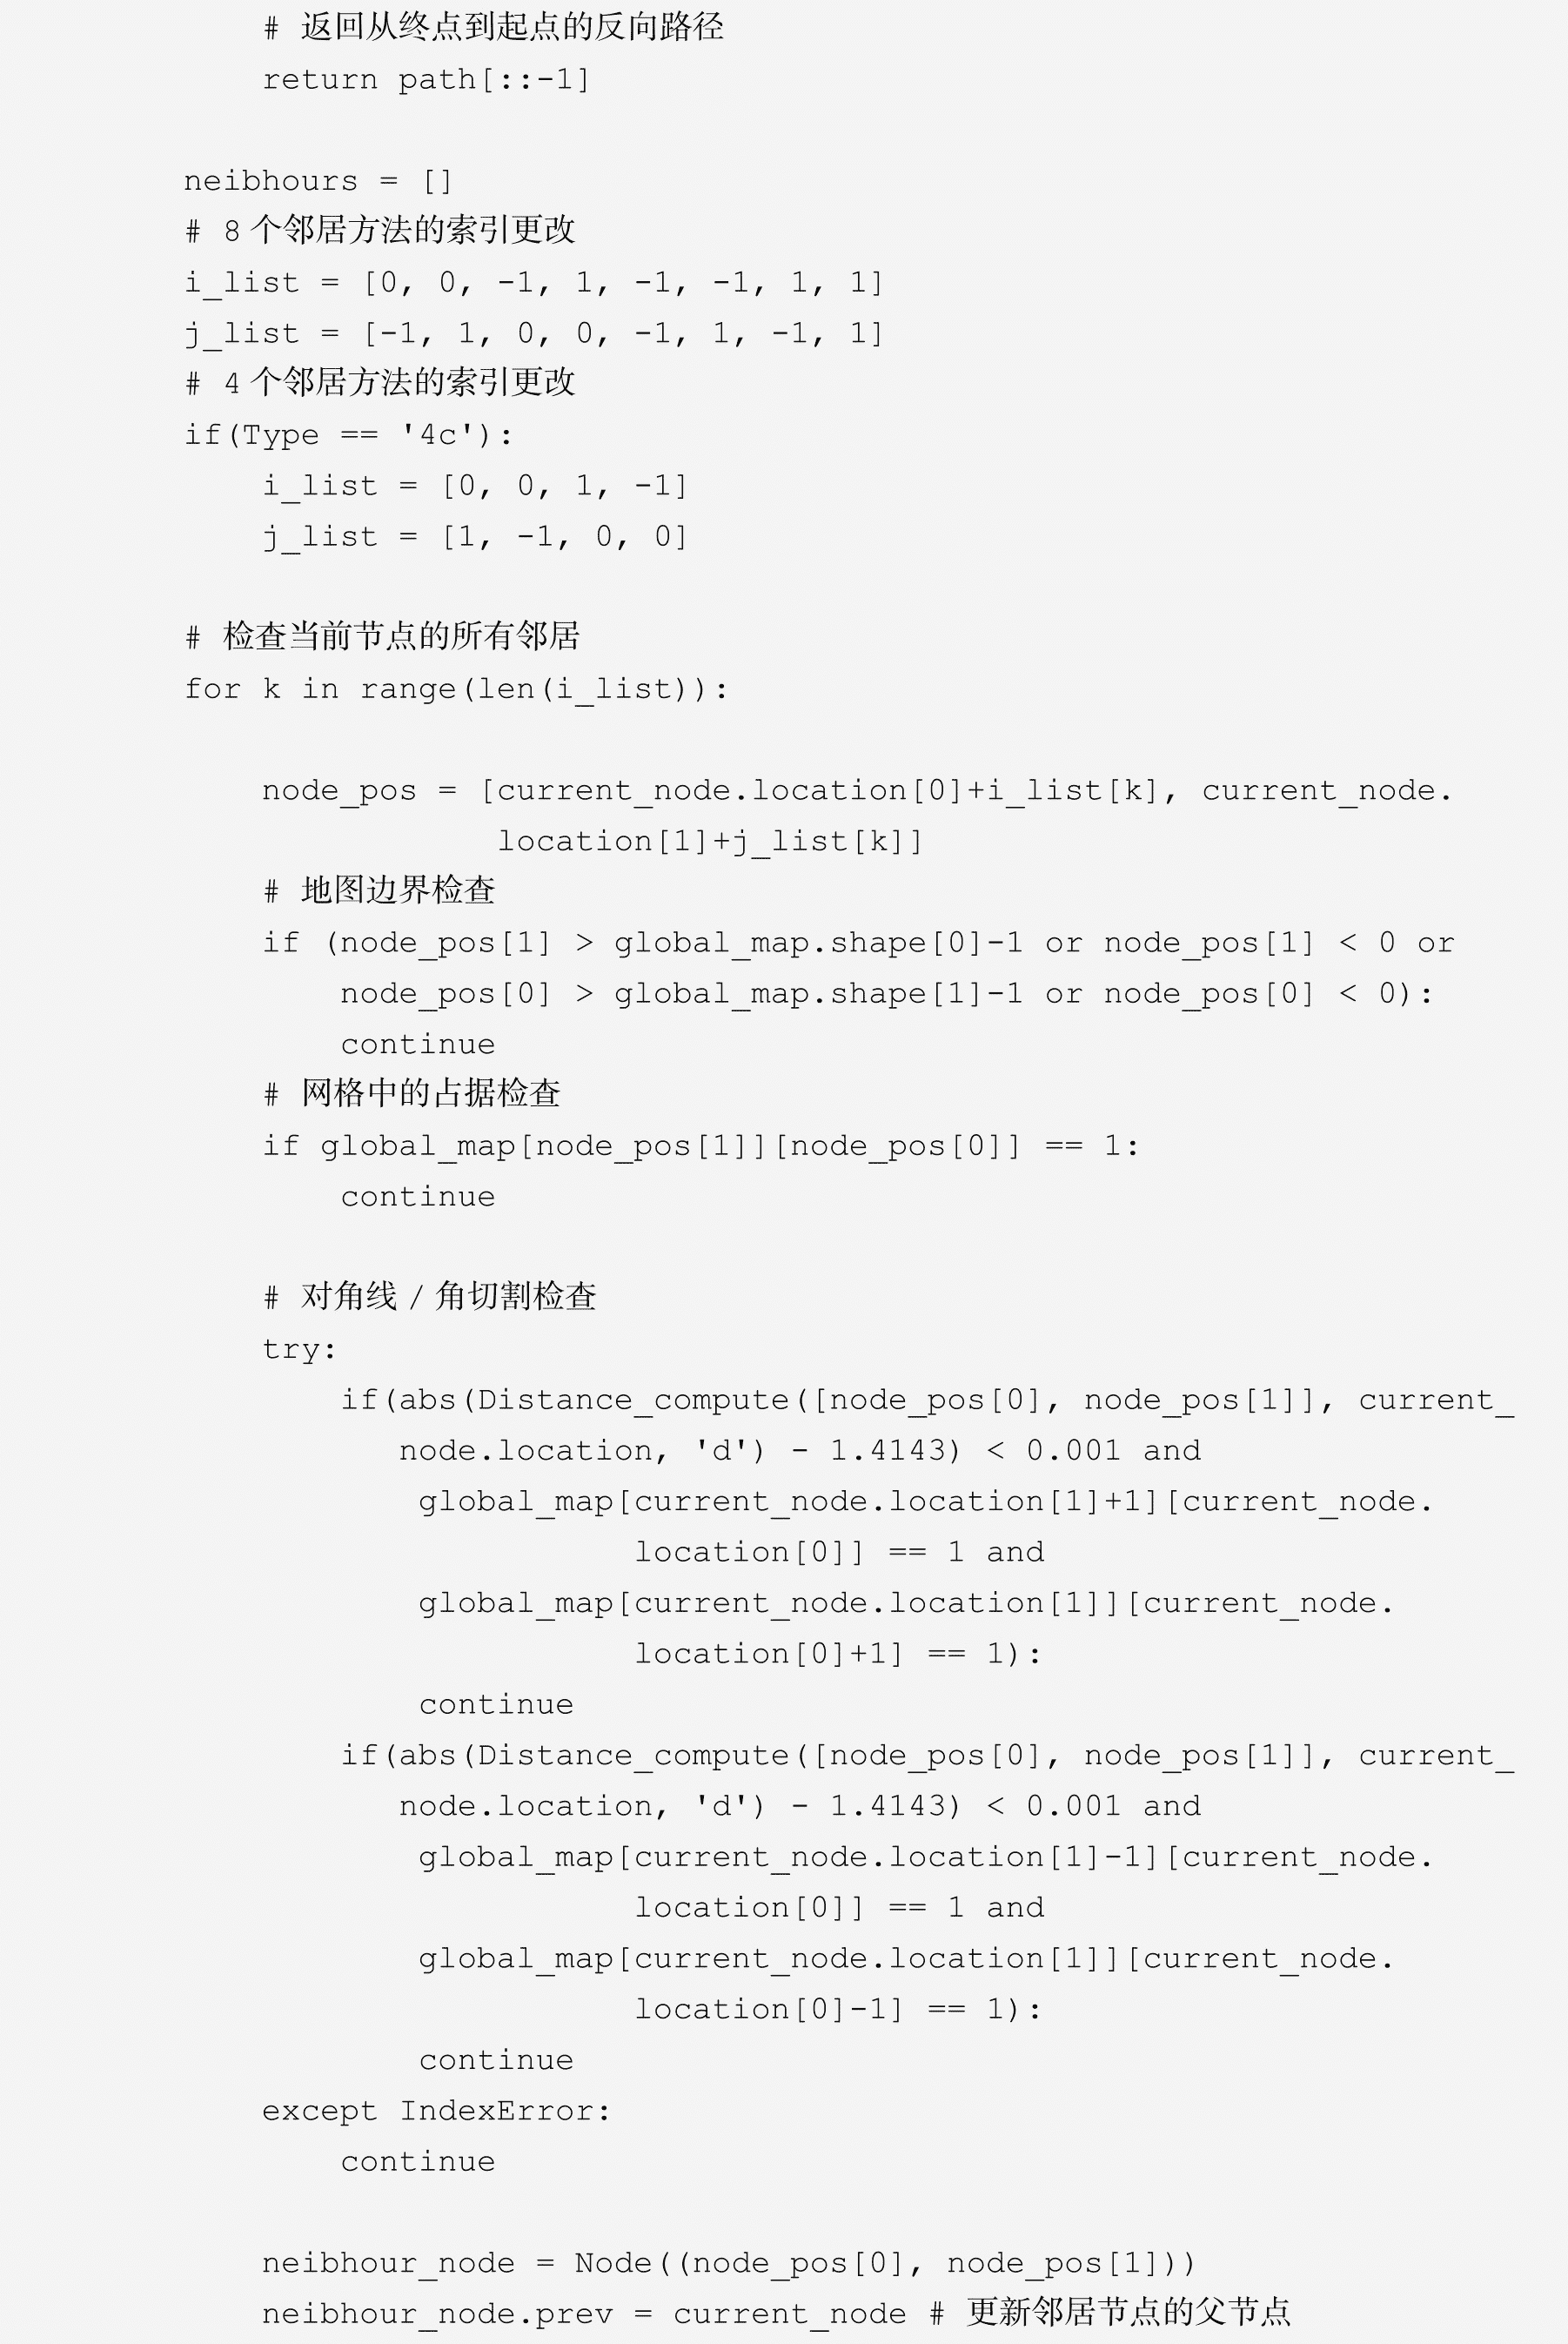 # 返回从终点到起点的反向路径
return path[::-1]
neibhours = []
# 8 个邻居方法的索引更改
i_list = [0, 0, -1, 1, -1, -1, 1, 1]
j_list = [-1, 1, 0, 0, -1, 1, -1, 1]
# 4 个邻居方法的索引更改
if(Type == '4c'):
i_list = [0, 0, 1, -1]
j_list = [1, -1, 0, 0]
# 检查当前节点的所有邻居
for k in range(len(i_list)):
node_pos = [current_node.location[0]+i_list[k], current_node.
location[1]+j_list[k]]
# 地图边界检查
if (node_pos[1] > global_map.shape[0]-1 or node_pos[1] < 0 or
node_pos[0] > global_map.shape[1]-1 or node_pos[0] < 0):
continue
# 网格中的占据检查
if global_map[node_pos[1]][node_pos[0]] == 1:
continue
# 对角线 / 角切割检查
try:
if(abs(Distance_compute([node_pos[0], node_pos[1]], current_
node.location, 'd') - 1.4143) < 0.001 and
global_map[current_node.location[1]+1][current_node.
location[0]] == 1 and
global_map[current_node.location[1]][current_node.
location[0]+1] == 1):
continue
if(abs(Distance_compute([node_pos[0], node_pos[1]], current_
node.location, 'd') - 1.4143) < 0.001 and
global_map[current_node.location[1]-1][current_node.
location[0]] == 1 and
global_map[current_node.location[1]][current_node.
location[0]-1] == 1):
continue
except IndexError:
continue
neibhour_node = Node((node_pos[0], node_pos[1]))
neibhour_node.prev = current_node # 更新邻居节点的父节点